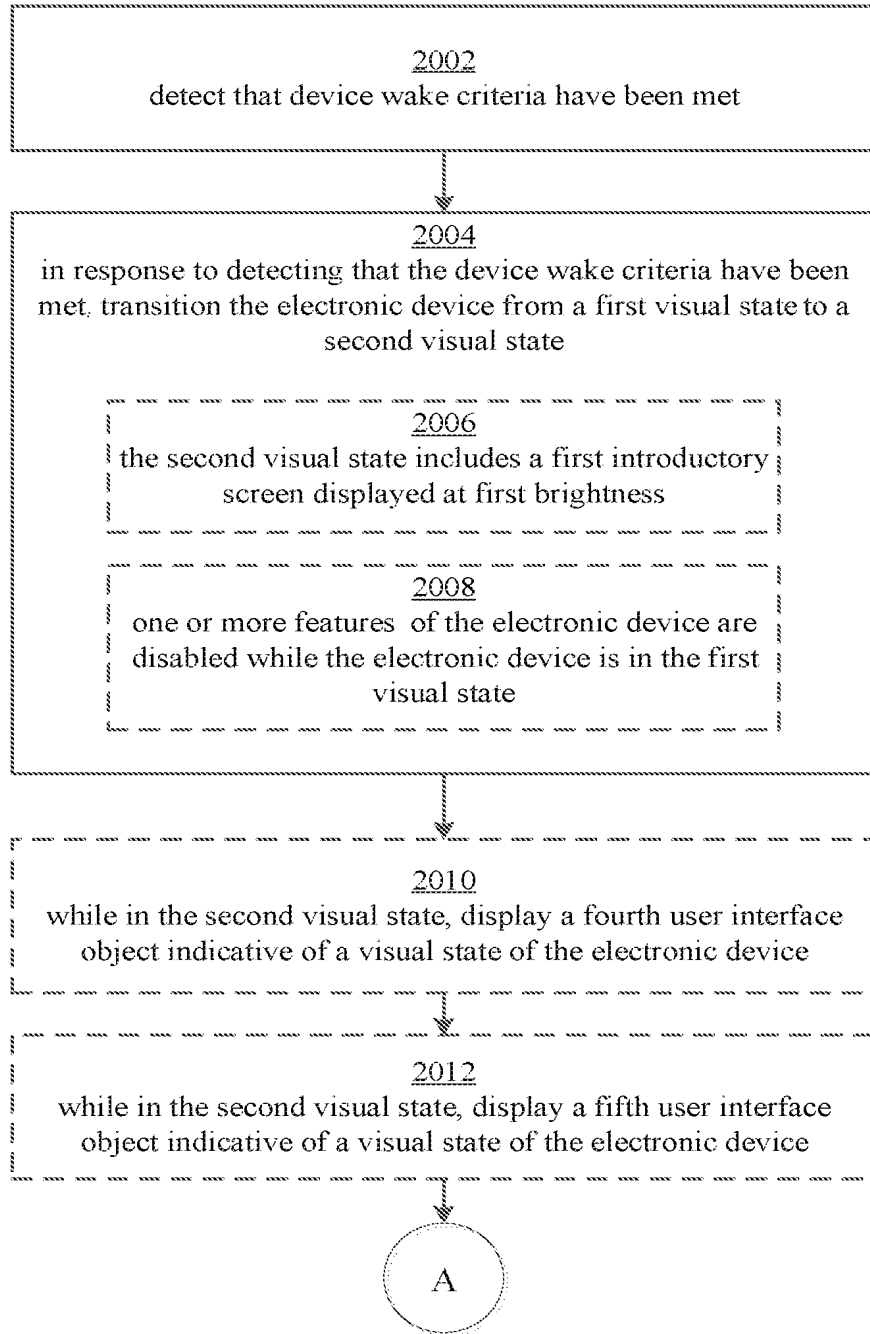 2002
detect that device wake criteria have been met
2004
in response to detecting that the device wake criteria have been
met, transition the electronic device from a first visual state to a
second visual state
2006
the second visual state includes a first introductory
screen displayed at first brightness
2008
one or more features of the electronic device are
disabled while the electronic device is in the first
visual state
2010
while in the second visual state, display a fourth user interface
object indicative of a visual state of the electronic device
2012
while in the second visual state, display a fifth user interface
object indicative of a visual state of the electronic device
A